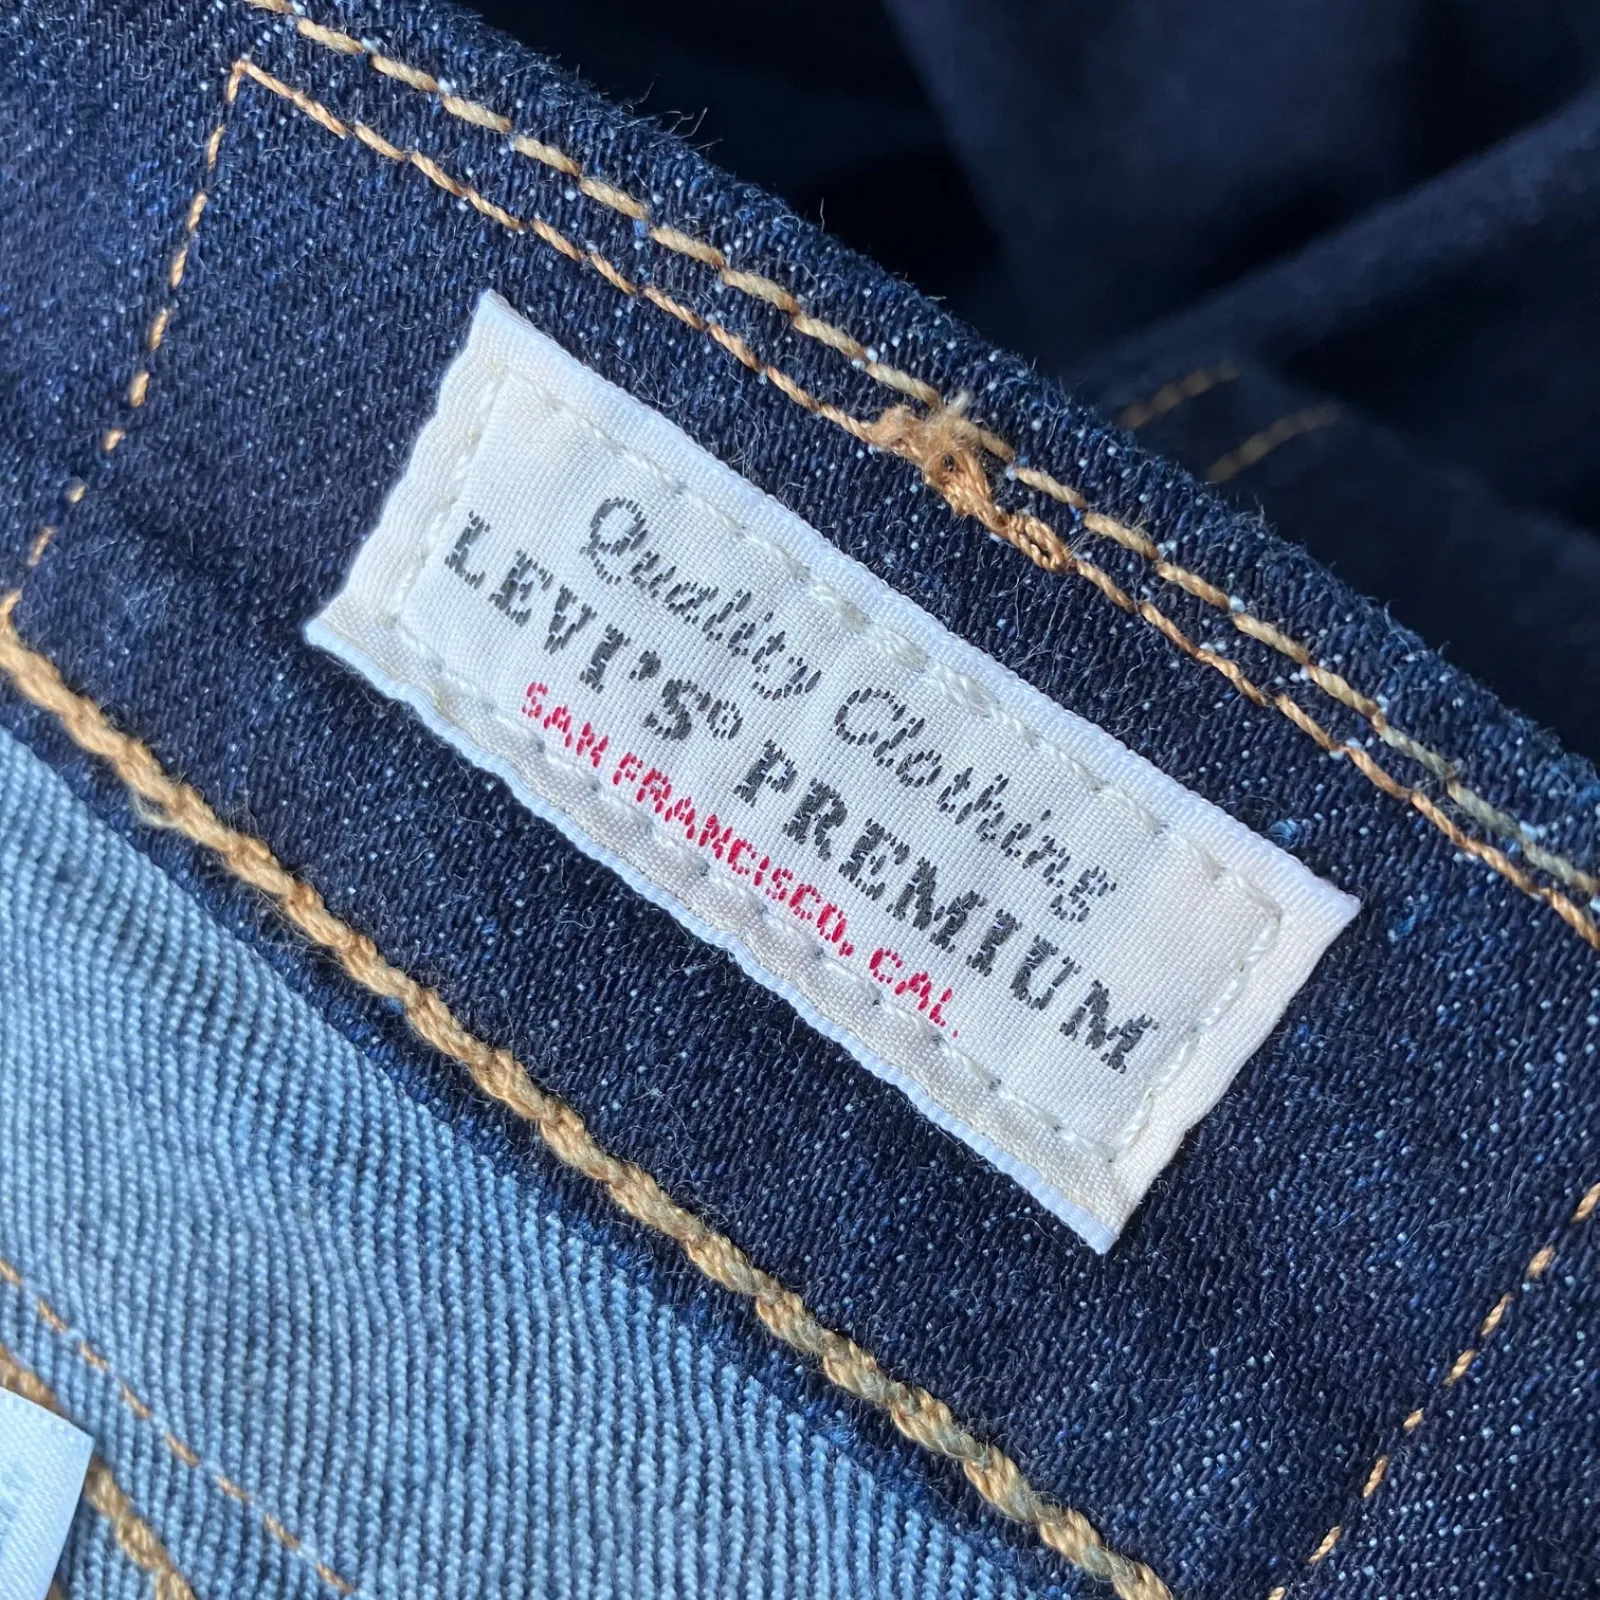 Quality Clothing
LEVI'S® PREMIUM
SAN FRANCISCO, CAL.